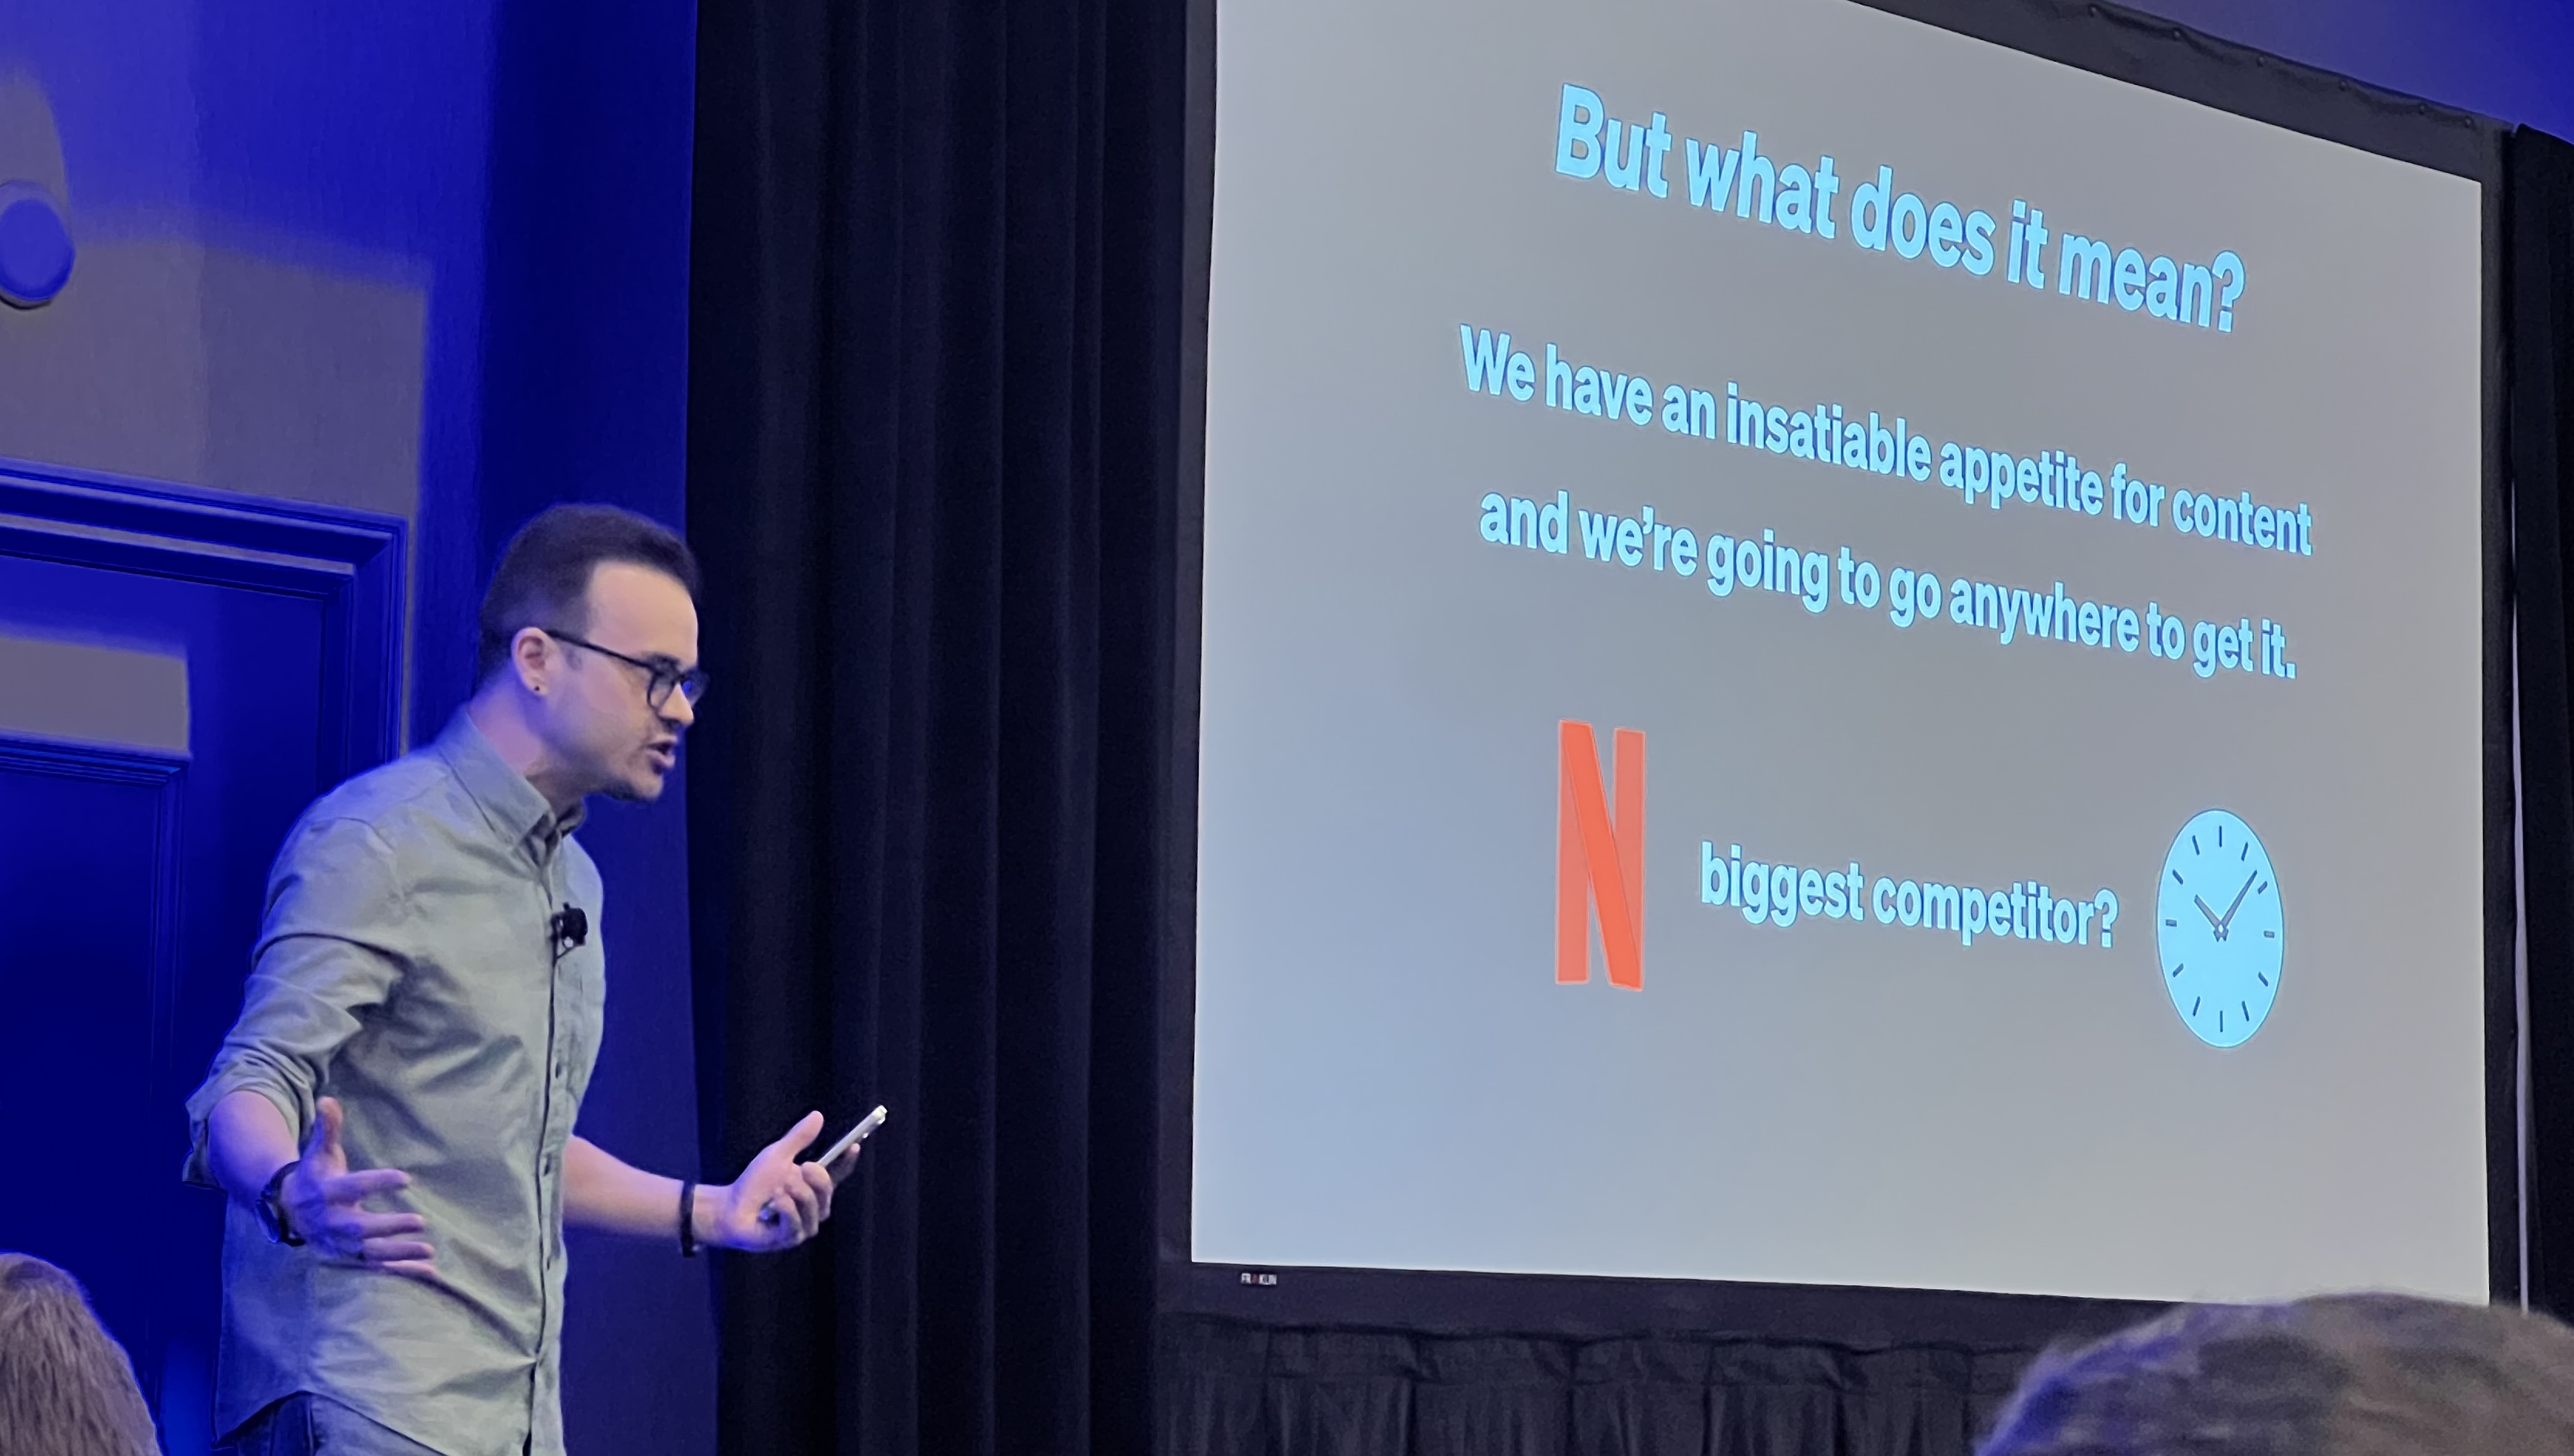 But what does it mean?
We have an insatiable appetite for content
and we're going to go anywhere to get it.
N biggest competitor?